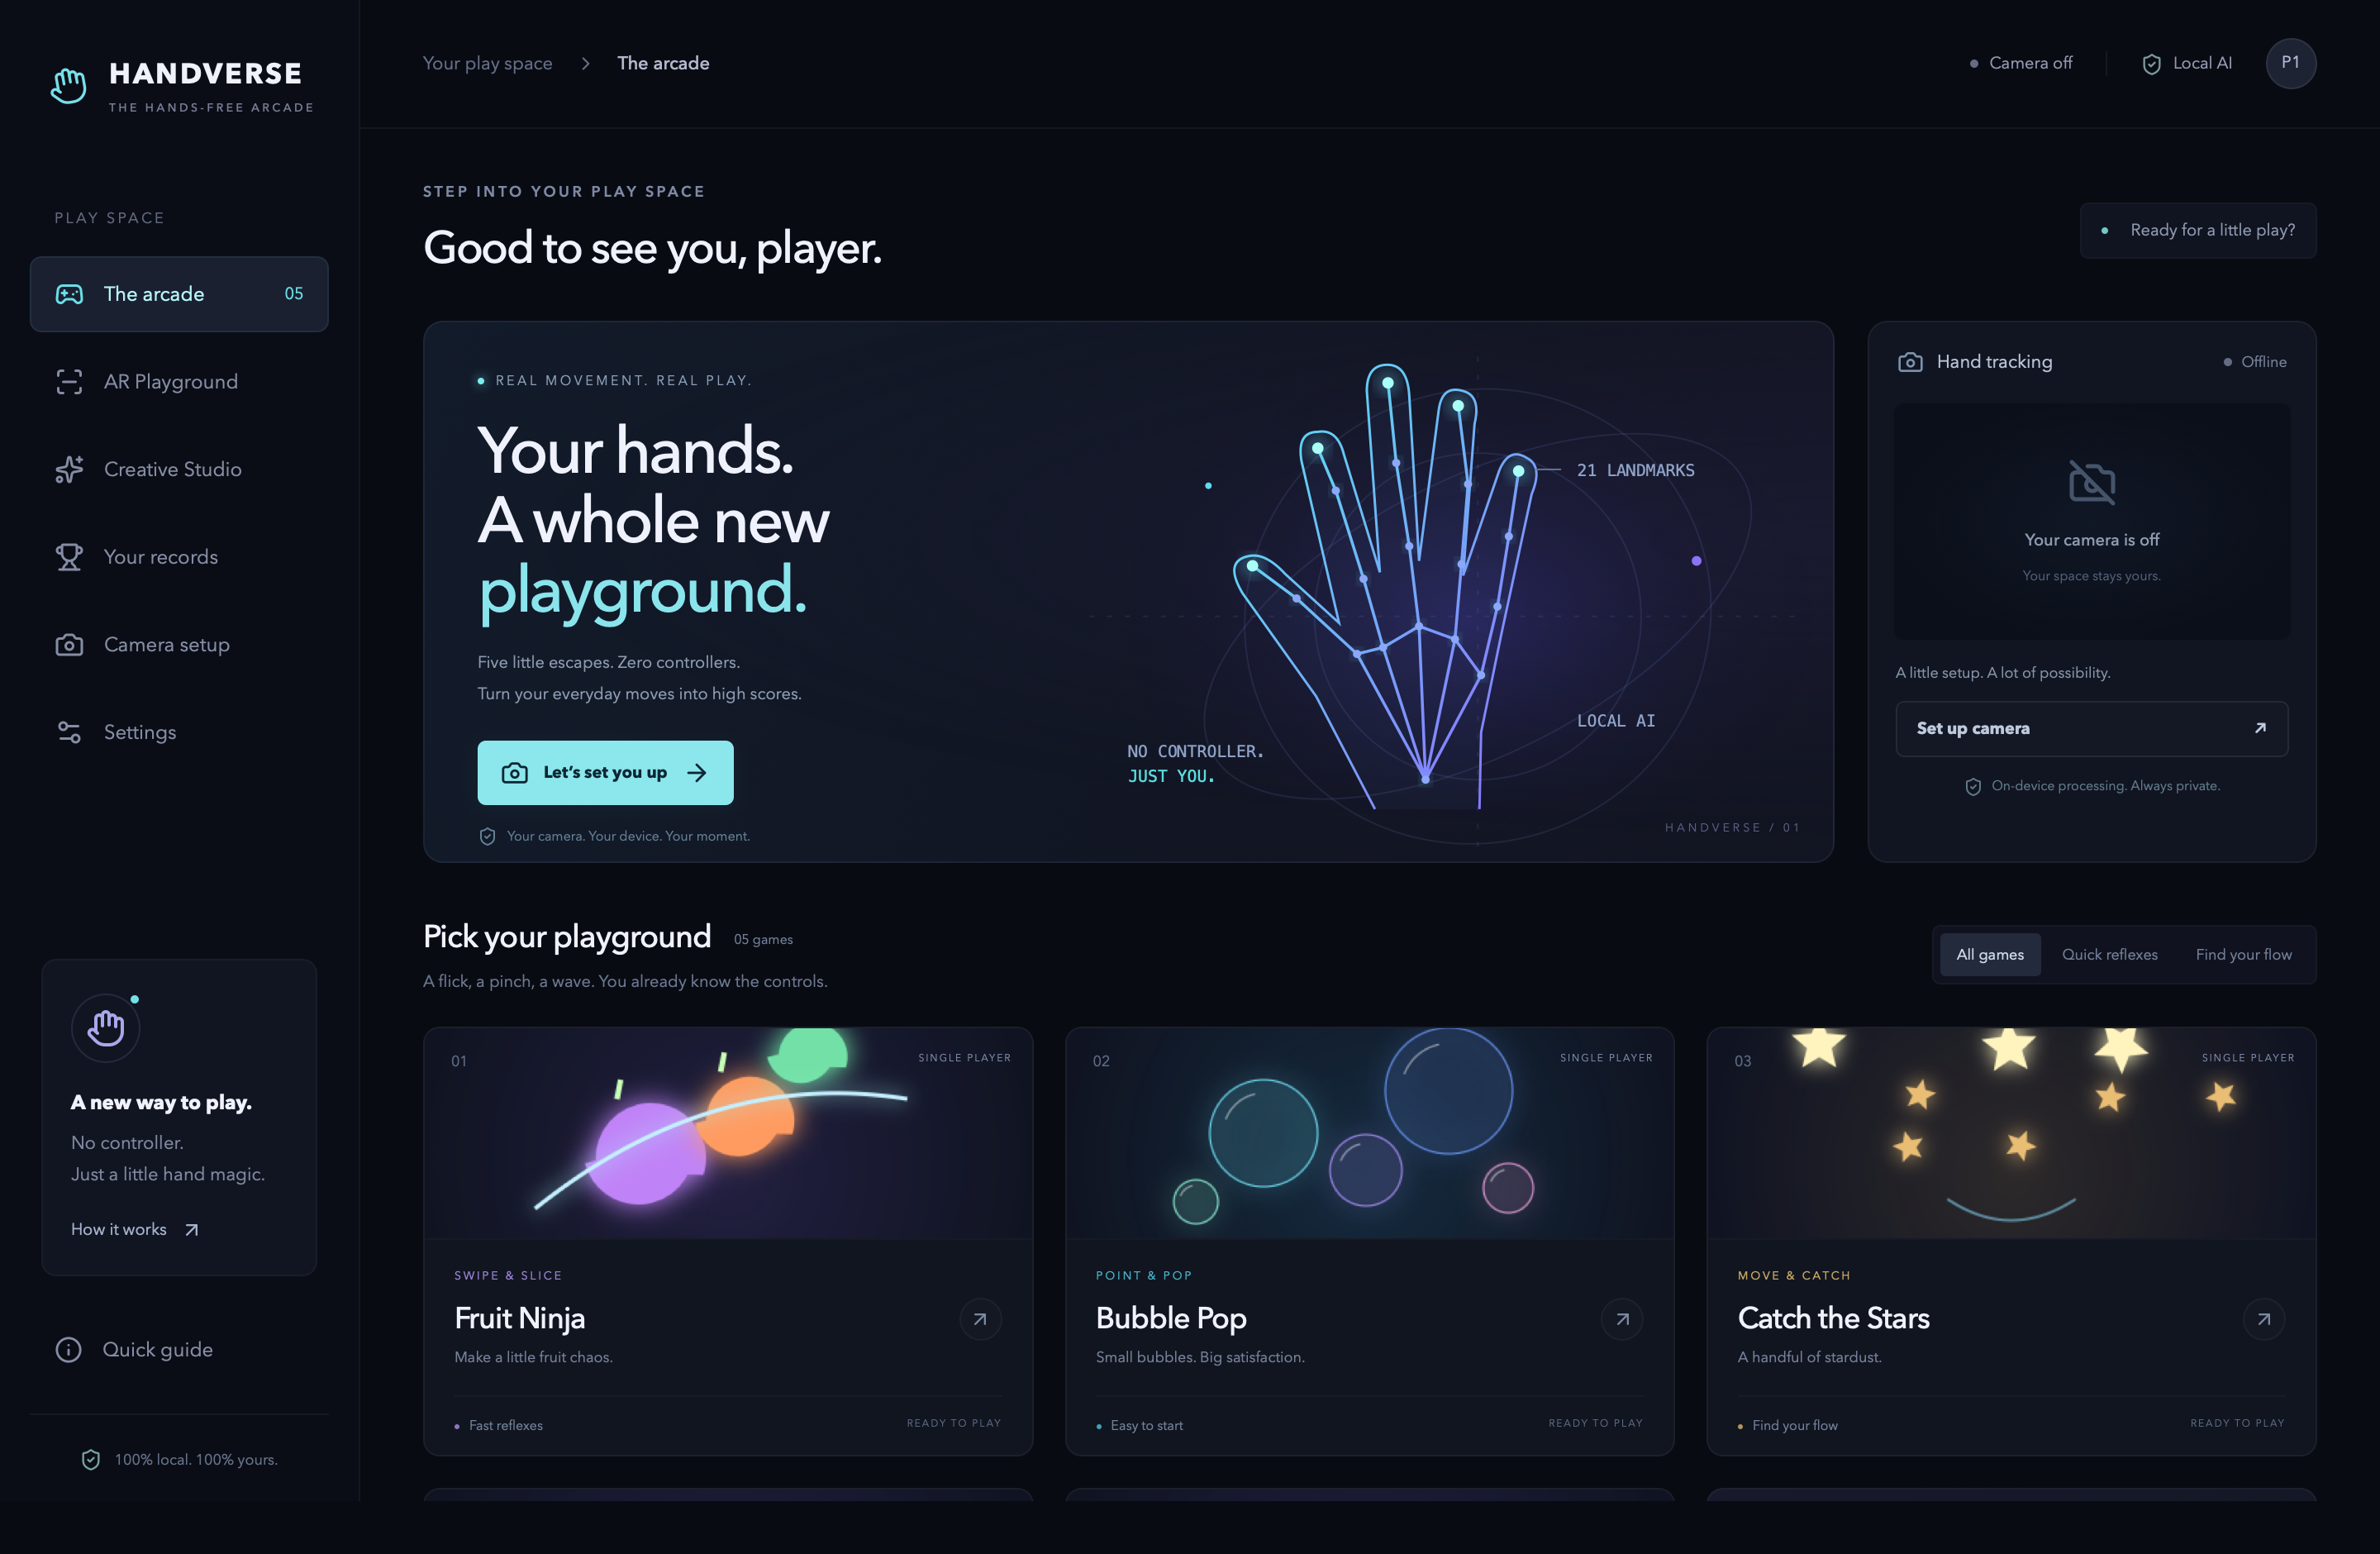 HANDVERSE
THE HANDS-FREE ARCADE
PLAY SPACE
The arcade 05
AR Playground
Creative Studio
Your records
Camera setup
Settings
A new way to play.
No controller.
Just a little hand magic.
How it works
Quick guide
100% local. 100% yours.
Your play space The arcade
Camera off
Local AI
P1
STEP INTO YOUR PLAY SPACE
Good to see you, player.
Ready for a little play?
REAL MOVEMENT. REAL PLAY.
Your hands.
A whole new
playground.
Five little escapes. Zero controllers.
Turn your everyday moves into high scores.
Let’s set you up
Your camera. Your device. Your moment.
21 LANDMARKS
LOCAL AI
NO CONTROLLER.
JUST YOU.
HANDVERSE / 01
Hand tracking
Offline
Your camera is off
Your space stays yours.
A little setup. A lot of possibility.
Set up camera
On-device processing. Always private.
Pick your playground 05 games
A flick, a pinch, a wave. You already know the controls.
All games
Quick reflexes
Find your flow
01
SINGLE PLAYER
SWIPE & SLICE
Fruit Ninja
Make a little fruit chaos.
Fast reflexes
READY TO PLAY
02
SINGLE PLAYER
POINT & POP
Bubble Pop
Small bubbles. Big satisfaction.
Easy to start
READY TO PLAY
03
SINGLE PLAYER
MOVE & CATCH
Catch the Stars
A handful of stardust.
Find your flow
READY TO PLAY